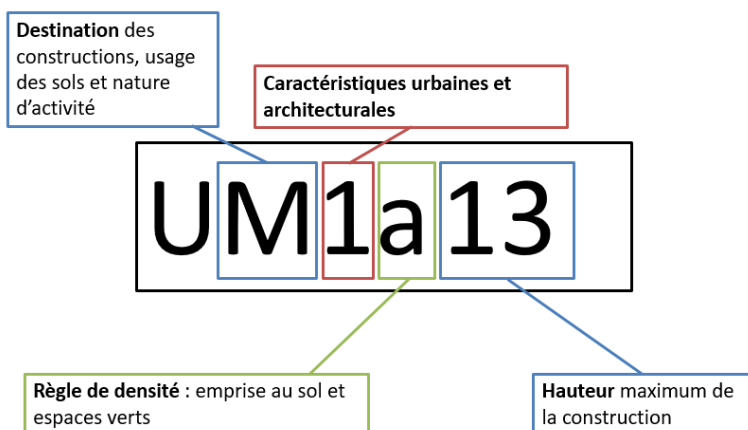 Destination des
constructions, usage
des sols et nature
d’activité
Caractéristiques urbaines et
architecturales
UM1a13
Règle de densité : emprise au sol et
espaces verts
Hauteur maximum de
la construction